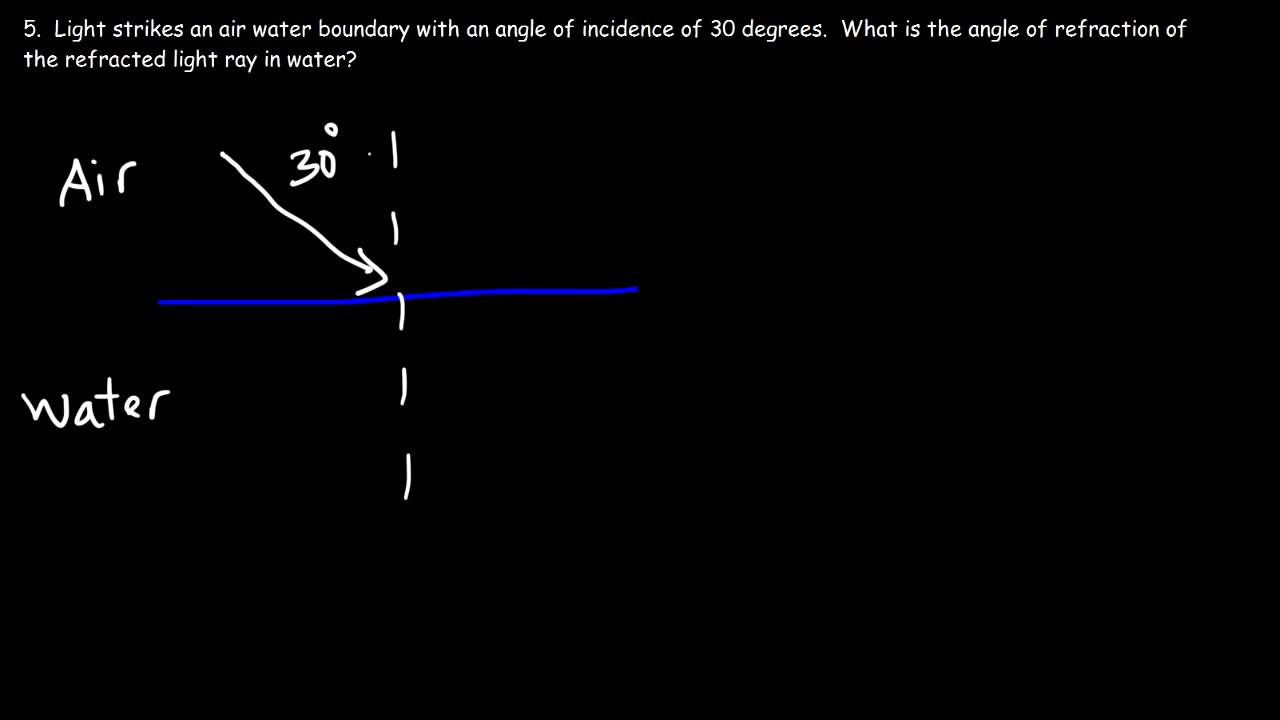 5. Light strikes an air water boundary with an angle of incidence of 30 degrees. What is the angle of refraction of
the refracted light ray in water?
30°
Air
Water